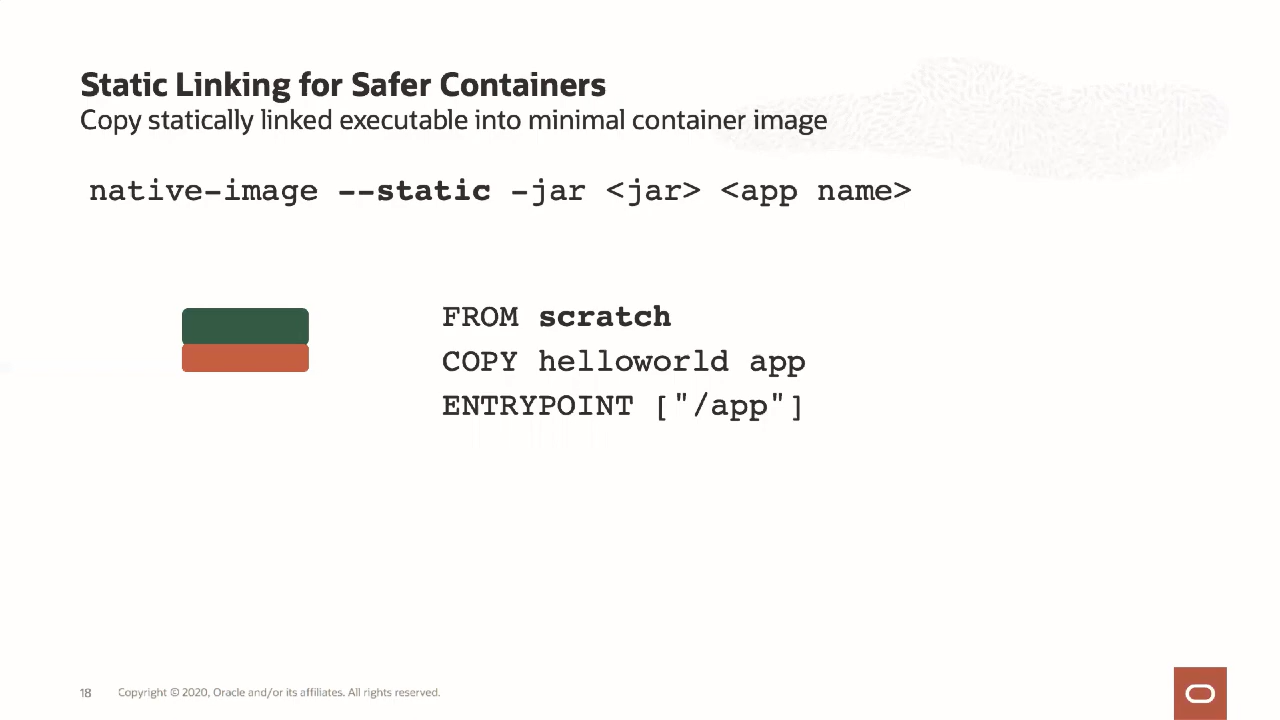 Static Linking for Safer Containers
Copy statically linked executable into minimal container image
native-image --static -jar <jar> <app name>
FROM scratch
COPY helloworld app
ENTRYPOINT ["/app"]
18 Copyright © 2020, Oracle and/or its affiliates. All rights reserved.